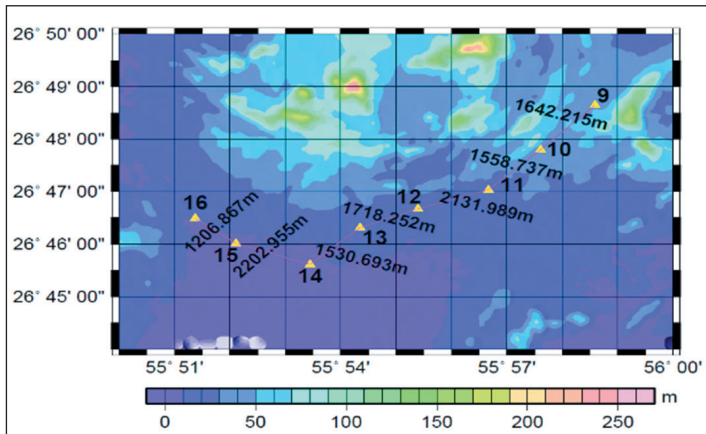 26° 50' 00"
26° 49' 00"
26° 48' 00"
26° 47' 00"
26° 46' 00"
26° 45' 00"
9
1642.215m
10
1558.737m
11
2131.989m
12
1718.252m
13
1530.693m
14
2202.955m
15
1206.867m
16
55° 51'
55° 54'
55° 57'
56° 00'
0
50
100
150
200
250
m